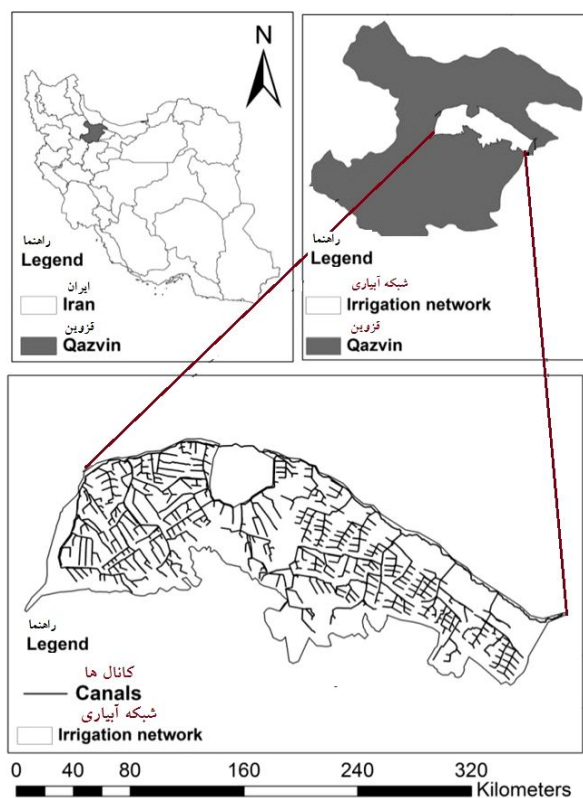 N
راهنما
Legend
ایران
Iran
قزوین
Qazvin
راهنما
Legend
شبکه آبیاری
Irrigation network
قزوین
Qazvin
راهنما
Legend
کانال ها
Canals
شبکه آبیاری
Irrigation network
0 20 40 80 160 240 320 Kilometers